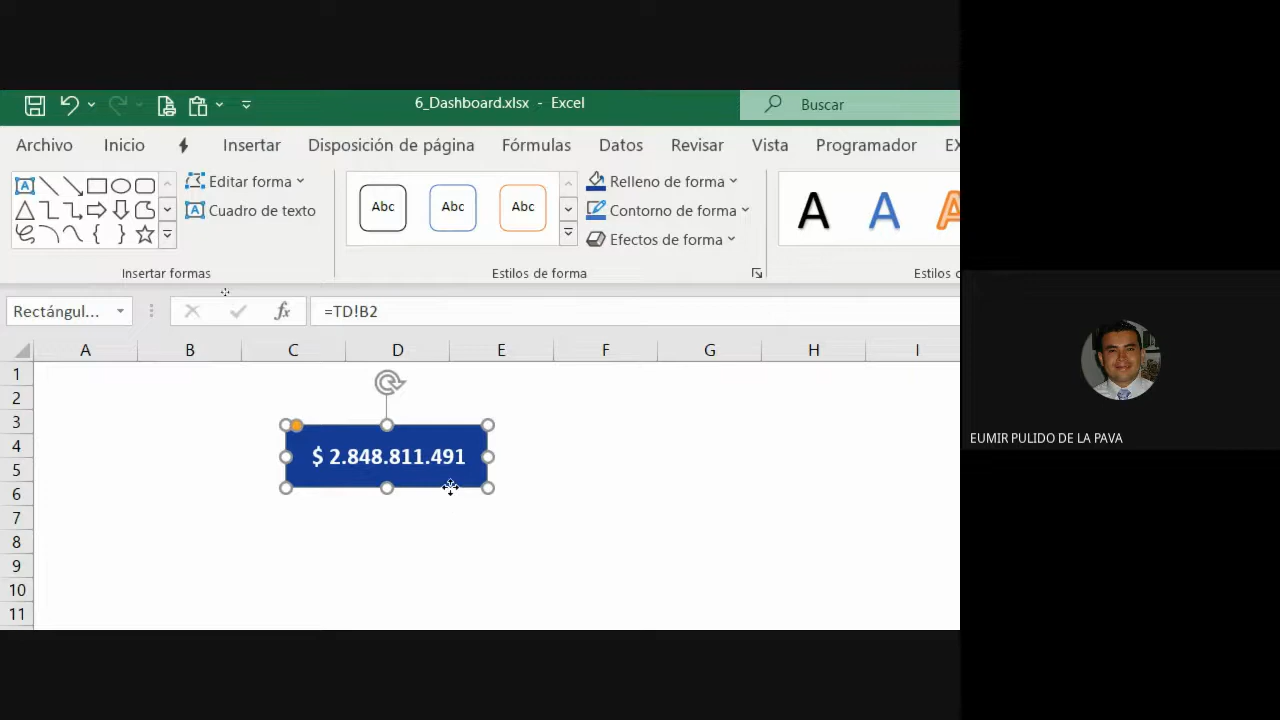 6_Dashboard.xlsx - Excel
Buscar
Archivo Inicio Insertar Disposición de página Fórmulas Datos Revisar Vista Programador EX
Editar forma
Cuadro de texto
Abc Abc Abc
Relleno de forma
Contorno de forma
Efectos de forma
A A A
Insertar formas
Estilos de forma
Estilos
Rectángul...
fx
=TD!B2
A B C D E F G H I
1
2
3
4
5
6
7
8
9
10
11
$ 2.848.811.491
EUMIR PULIDO DE LA PAVA